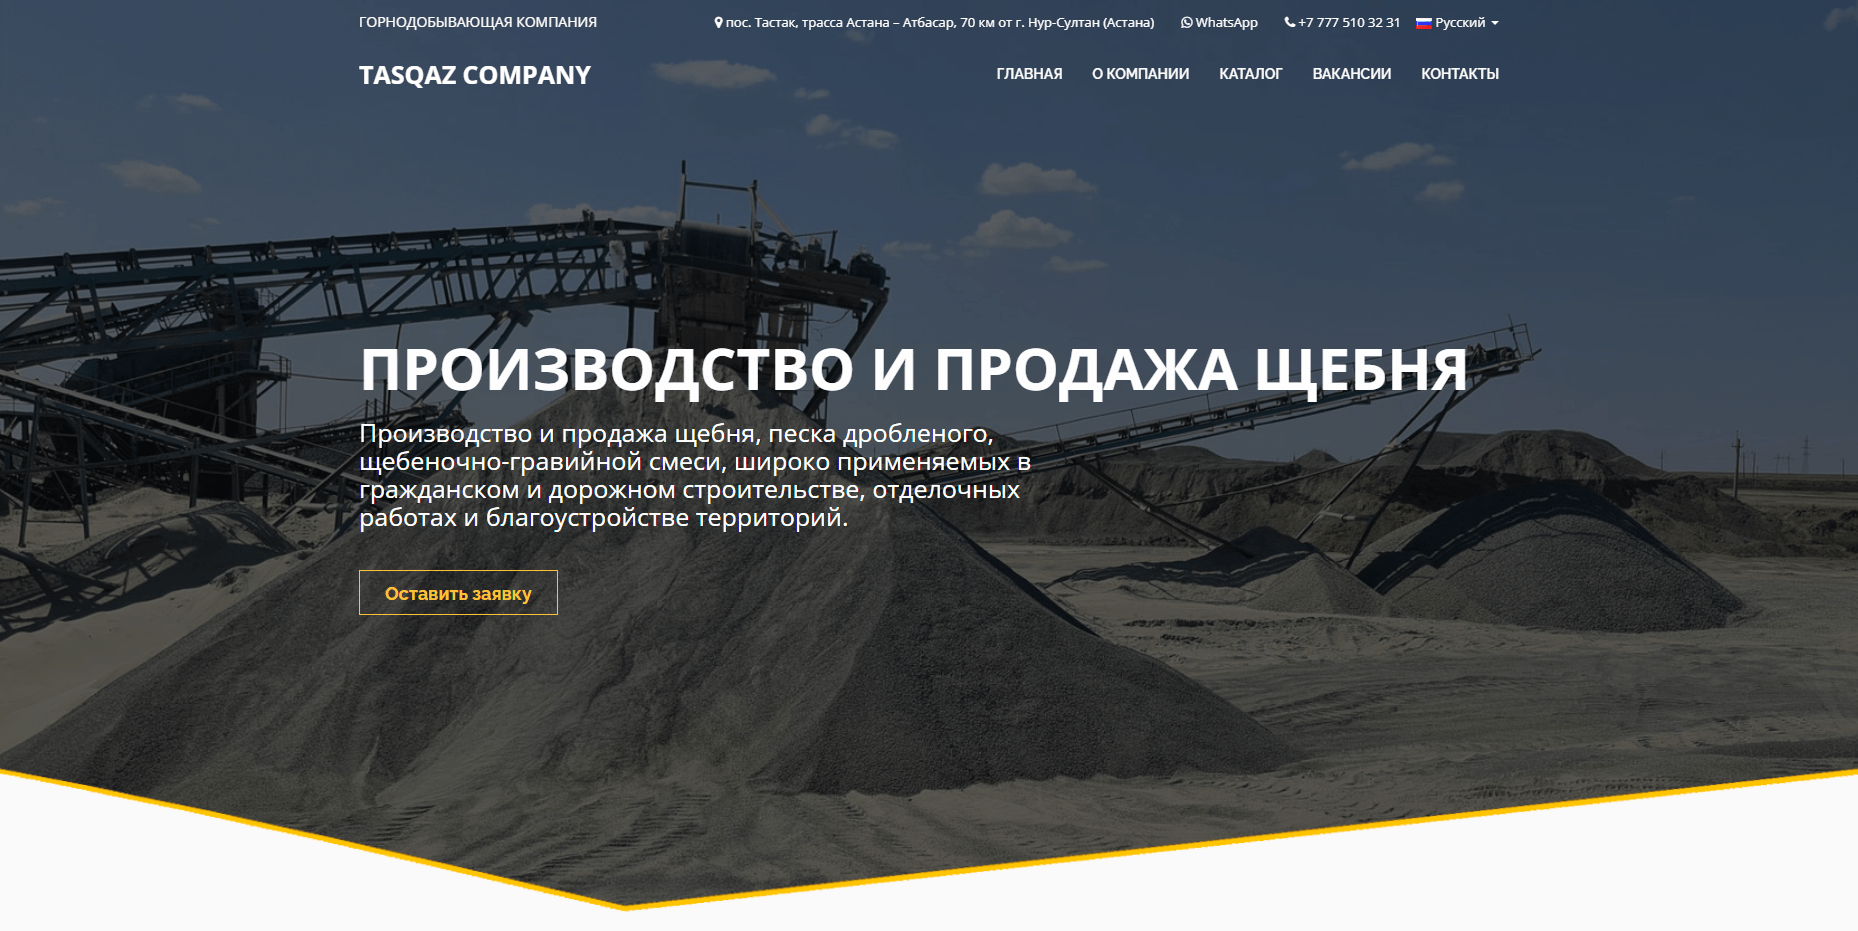 ГОРНОДОБЫВАЮЩАЯ КОМПАНИЯ
пос. Тастак, трасса Астана – Атбасар, 70 км от г. Нур-Султан (Астана)
WhatsApp
+7 777 510 32 31
Русский
TASQAZ COMPANY
ГЛАВНАЯ
О КОМПАНИИ
КАТАЛОГ
ВАКАНСИИ
КОНТАКТЫ
ПРОИЗВОДСТВО И ПРОДАЖА ЩЕБНЯ
Производство и продажа щебня, песка дробленого,
щебеночно-гравийной смеси, широко применяемых в
гражданском и дорожном строительстве, отделочных
работах и благоустройстве территорий.
Оставить заявку